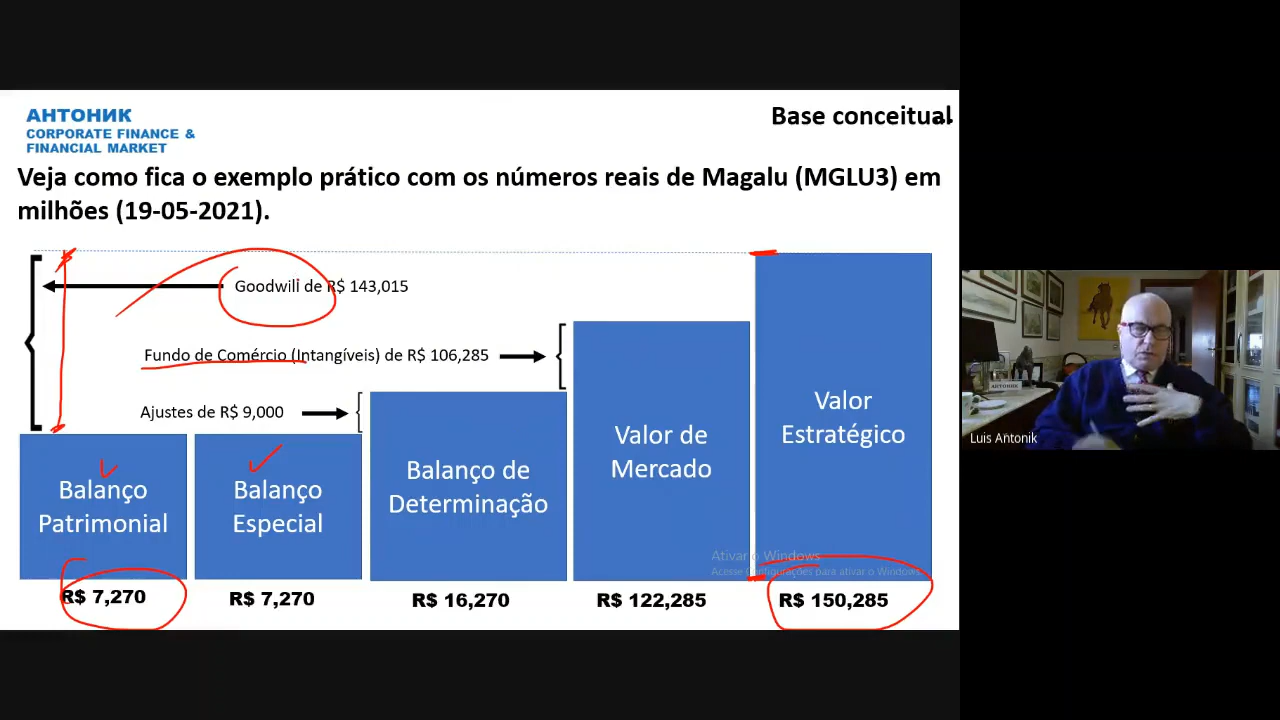 АНТОНИК
CORPORATE FINANCE &
FINANCIAL MARKET
Base conceitual
Veja como fica o exemplo prático com os números reais de Magalu (MGLU3) em
milhões (19-05-2021).
Goodwill de R$ 143,015
Fundo de Comércio (Intangíveis) de R$ 106,285
Ajustes de R$ 9,000
Balanço
Patrimonial
Balanço
Especial
Balanço de
Determinação
Valor de
Mercado
Valor
Estratégico
Ativar o Windows
Acesse Configurações para ativar o Windows.
R$ 7,270
R$ 7,270
R$ 16,270
R$ 122,285
R$ 150,285
АНТОНИК
Luis Antonik